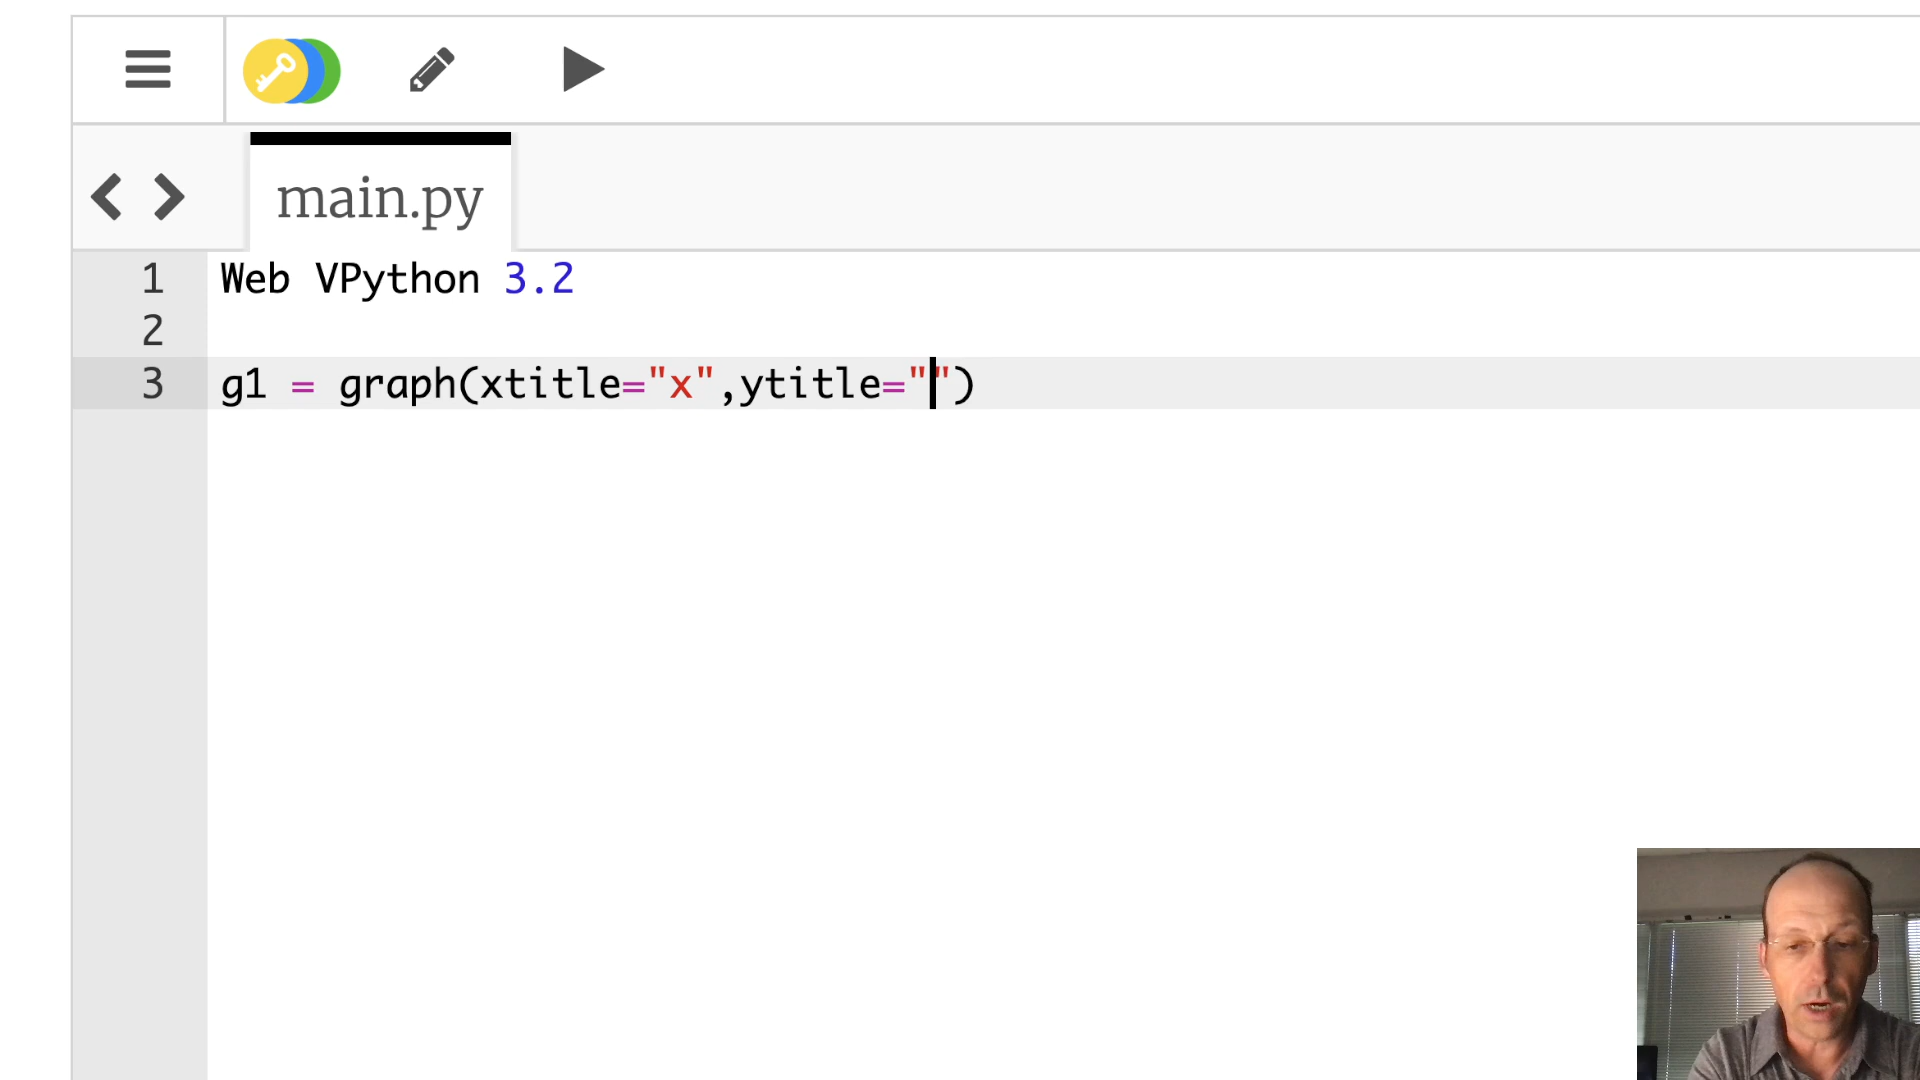 main.py
1 Web VPython 3.2
2
3 g1 = graph(xtitle="x",ytitle="")